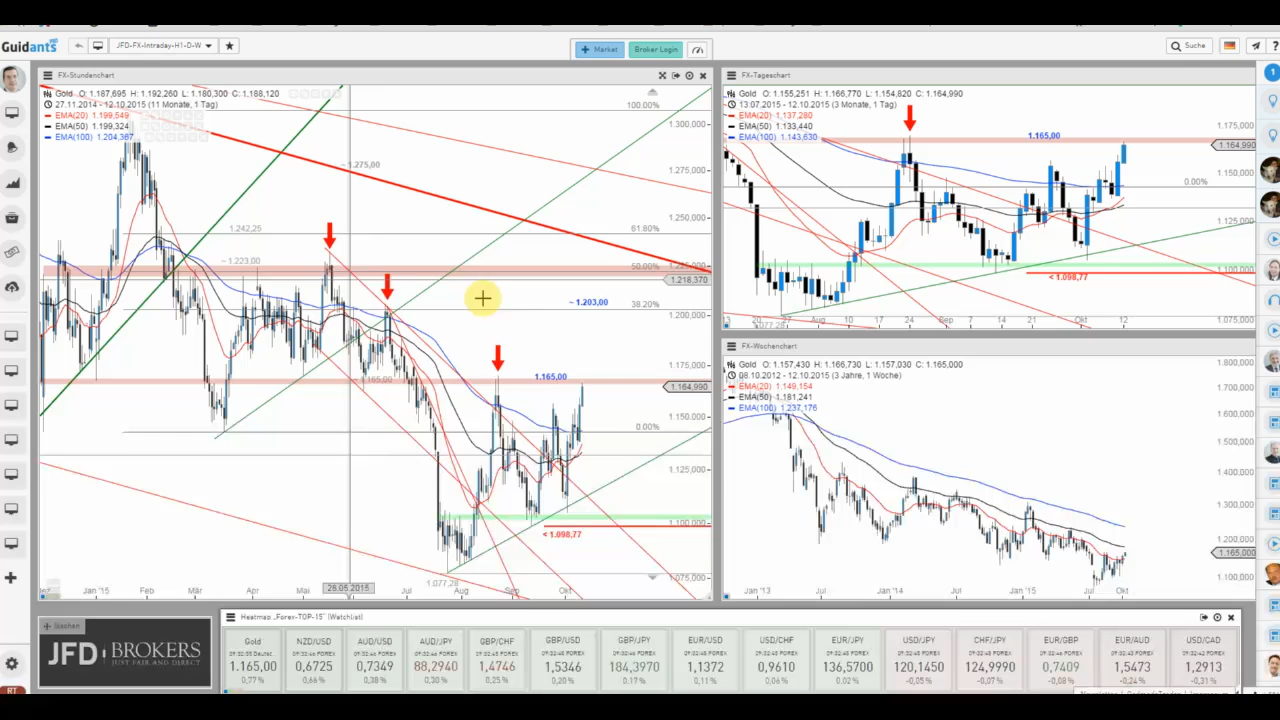 Guidants
JFD-FX-Intraday-H1-D-W
Market
Broker Login
Suche
?
FX-Stundenchart
Gold O: 1.187,695 H: 1.192,260 L: 1.180,300 C: 1.188,120
27.11.2014 - 12.10.2015 (11 Monate, 1 Tag)
EMA(20) 1.199,549
EMA(50) 1.199,324
EMA(100) 1.204,367
100.00%
1.300,000
~ 1.275,00
1.275,000
1.250,000
1.242,25
61.80%
~ 1.223,00
50.00%
1.225,000
1.218,370
~ 1.203,00
38.20%
1.200,000
1.175,000
1.165,00
1.165,00
1.164,990
1.150,000
0.00%
1.125,000
1.100,000
< 1.098,77
1.077,28
1.075,000
Jan '15
Feb
Mär
Apr
Mai
28.05.2015
Jul
Aug
Sep
Okt
FX-Tageschart
Gold O: 1.155,251 H: 1.166,770 L: 1.154,820 C: 1.164,990
13.07.2015 - 12.10.2015 (3 Monate, 1 Tag)
EMA(20) 1.137,280
EMA(50) 1.133,440
EMA(100) 1.143,630
1.165,00
1.175,000
1.164,990
0.00%
1.150,000
1.125,000
1.100,000
< 1.098,77
1.077,28
1.075,000
13
20
27
Aug
10
17
24
Sep
7
14
21
Okt
12
FX-Wochenchart
Gold O: 1.157,430 H: 1.166,730 L: 1.157,030 C: 1.165,000
08.10.2012 - 12.10.2015 (3 Jahre, 1 Woche)
EMA(20) 1.149,154
EMA(50) 1.181,241
EMA(100) 1.237,176
1.800,000
1.700,000
1.600,000
1.500,000
1.400,000
1.300,000
1.200,000
1.165,000
1.100,000
Jan '13
Jul
Jan '14
Jul
Jan '15
Jul
Okt
löschen
JFD BROKERS
JUST FAIR AND DIRECT
Heatmap „Forex-TOP-15" (Watchlist)
Gold NZD/USD AUD/USD AUD/JPY GBP/CHF GBP/USD GBP/JPY EUR/USD USD/CHF EUR/JPY USD/JPY CHF/JPY EUR/GBP EUR/AUD USD/CAD
1.165,00 0,6725 0,7349 88,2940 1,4746 1,5346 184,3970 1,1372 0,9610 136,5700 120,1450 124,9990 0,7409 1,5473 1,2913
0,77% 0,66% 0,38% 0,30% 0,25% 0,20% 0,17% 0,11% 0,06% 0,02% -0,05% -0,07% -0,08% -0,24% -0,31%
RT